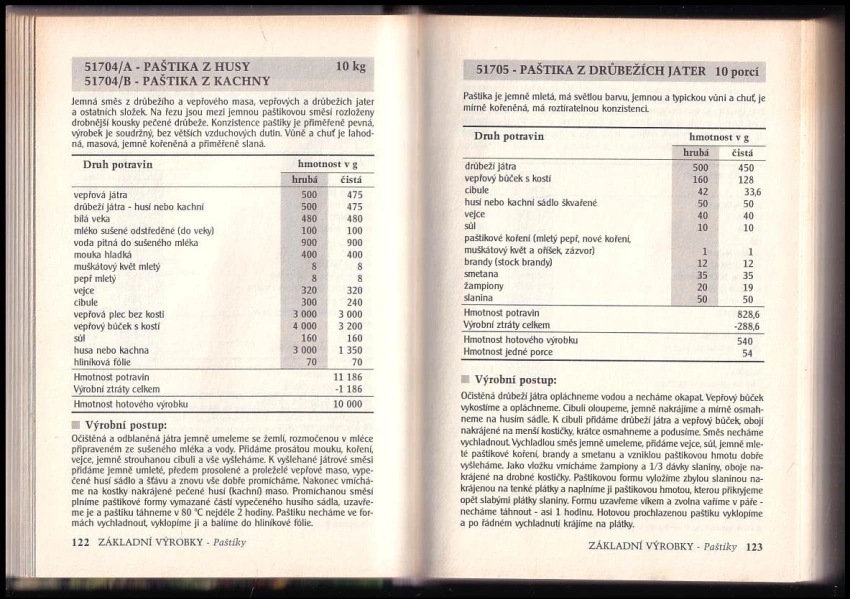 51704/A - PAŠTIKA Z HUSY 10 kg
51704/B - PAŠTIKA Z KACHNY
Jemná směs z drůbežího a vepřového masa, vepřových a drůbežích jater
a ostatních složek. Na řezu jsou mezi jemnou paštikovou směsí rozloženy
drobnější kousky pečené drůbeže. Konzistence paštiky je přiměřeně pevná,
výrobek je soudržný, bez větších vzduchových dutin. Vůně a chuť je lahod-
ná, masová, jemně kořeněná a přiměřeně slaná.
Druh potravin hmotnost v g
hrubá čistá
vepřová játra 500 475
drůbeží játra - husí nebo kachní 500 475
bílá veka 480 480
mléko sušené odstředěné (do veky) 100 100
voda pitná do sušeného mléka 900 900
mouka hladká 400 400
muškátový květ mletý 8 8
pepř mletý 8 8
vejce 320 320
cibule 300 240
vepřová plec bez kosti 3 000 3 000
vepřový bůček s kostí 4 000 3 200
sůl 160 160
husa nebo kachna 3 000 1 350
hliníková fólie 70 70
Hmotnost potravin 11 186
Výrobní ztráty celkem -1 186
Hmotnost hotového výrobku 10 000
Výrobní postup:
Očištěná a odblaněná játra jemně umeleme se žemlí, rozmočenou v mléce
připraveném ze sušeného mléka a vody. Přidáme prosátou mouku, koření,
vejce, jemně strouhanou cibuli a vše vyšleháme. K vyšlehané játrové směsi
přidáme jemně umleté, předem prosolené a proleželé vepřové maso, vype-
čené husí sádlo a šťávu a znovu vše dobře promícháme. Nakonec vmíchá-
me na kostky nakrájené pečené husí (kachní) maso. Promíchanou směsí
plníme paštikové formy vymazané částí vypečeného husího sádla, uzavře-
me je a paštiku táhneme v 80 °C nejdéle 2 hodiny. Paštiku necháme ve for-
mách vychladnout, vyklopíme ji a balíme do hliníkové fólie.
122 ZÁKLADNÍ VÝROBKY - Paštiky
51705 - PAŠTIKA Z DRŮBEŽÍCH JATER 10 porcí
Paštika je jemně mletá, má světlou barvu, jemnou a typickou vůni a chuť, je
mírně kořeněná, má roztíratelnou konzistenci.
Druh potravin hmotnost v g
hrubá čistá
drůbeží játra 500 450
vepřový bůček s kostí 160 128
cibule 42 33,6
husí nebo kachní sádlo škvařené 50 50
vejce 40 40
sůl 10 10
paštikové koření (mletý pepř, nové koření,
muškátový květ a oříšek, zázvor) 1 1
brandy (stock brandy) 12 12
smetana 35 35
žampiony 20 19
slanina 50 50
Hmotnost potravin 828,6
Výrobní ztráty celkem -288,6
Hmotnost hotového výrobku 540
Hmotnost jedné porce 54
Výrobní postup:
Očištěná drůbeží játra opláchneme vodou a necháme okapat. Vepřový bůček
vykostíme a opláchneme. Cibuli oloupeme, jemně nakrájíme a mírně osmah-
neme na husím sádle. K cibuli přidáme drůbeží játra a vepřový bůček, obojí
nakrájené na menší kostičky, krátce osmahneme a podusíme. Směs necháme
vychladnout. Vychladlou směs jemně umeleme, přidáme vejce, sůl, jemně mle-
té paštikové koření, brandy a smetanu a vzniklou paštikovou hmotu dobře
vyšleháme. Jako vložku vmícháme žampiony a 1/3 dávky slaniny, oboje na-
krájené na drobné kostičky. Paštikovou formu vyložíme zbylou slaninou na-
krájenou na tenké plátky a naplníme ji paštikovou hmotou, kterou přikryjeme
opět slabými plátky slaniny. Formu uzavřeme víkem a zvolna vaříme v páře -
necháme táhnout - asi 1 hodinu. Hotovou prochlazenou paštiku vyklopíme
a po řádném vychladnutí krájíme na plátky.
ZÁKLADNÍ VÝROBKY - Paštiky 123